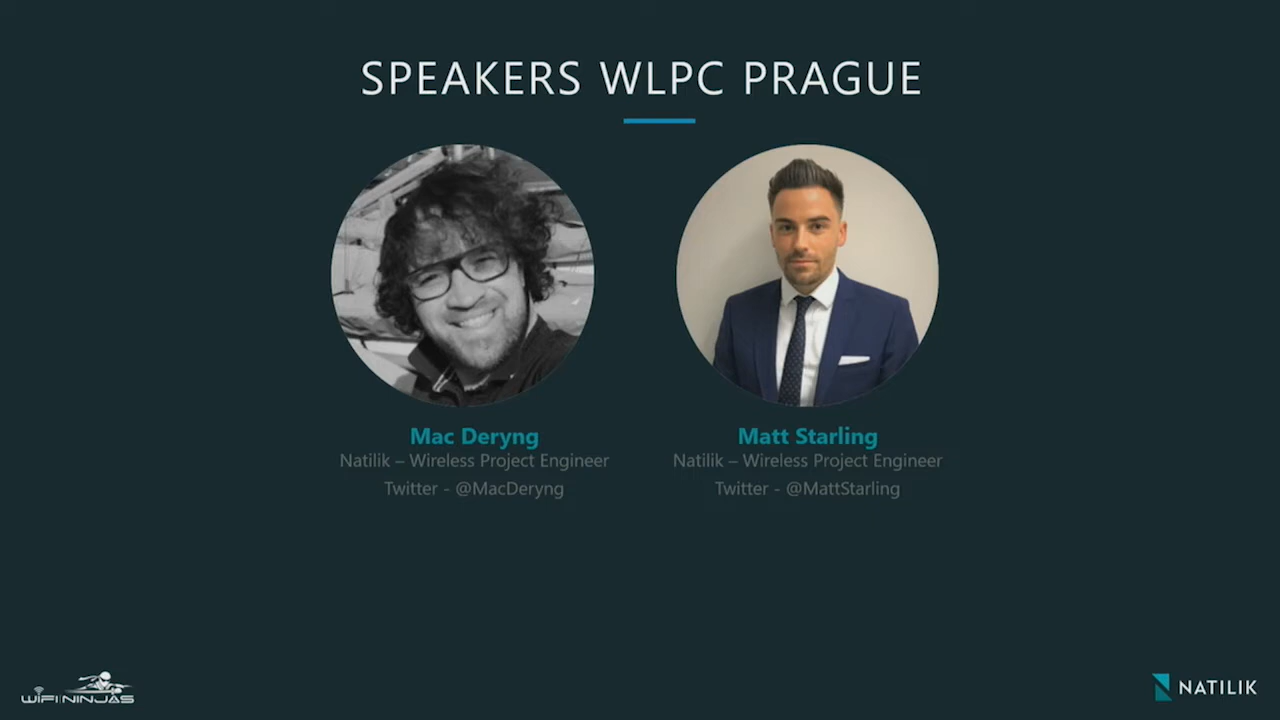 SPEAKERS WLPC PRAGUE
Mac Deryng
Natilik – Wireless Project Engineer
Twitter - @MacDeryng
Matt Starling
Natilik – Wireless Project Engineer
Twitter - @MattStarling
WiFi NINJAS
NATILIK